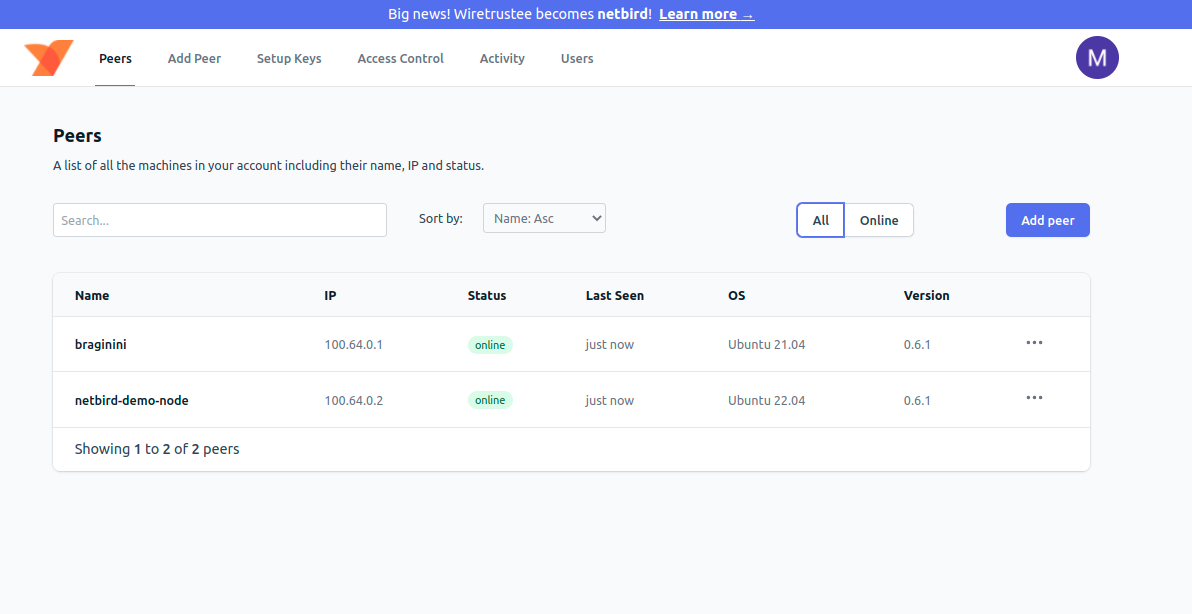 Big news! Wiretrustee becomes netbird! Learn more →
Peers Add Peer Setup Keys Access Control Activity Users M
Peers
A list of all the machines in your account including their name, IP and status.
Search... Sort by: Name: Asc All Online Add peer
Name IP Status Last Seen OS Version
braginini 100.64.0.1 online just now Ubuntu 21.04 0.6.1 •••
netbird-demo-node 100.64.0.2 online just now Ubuntu 22.04 0.6.1 •••
Showing 1 to 2 of 2 peers